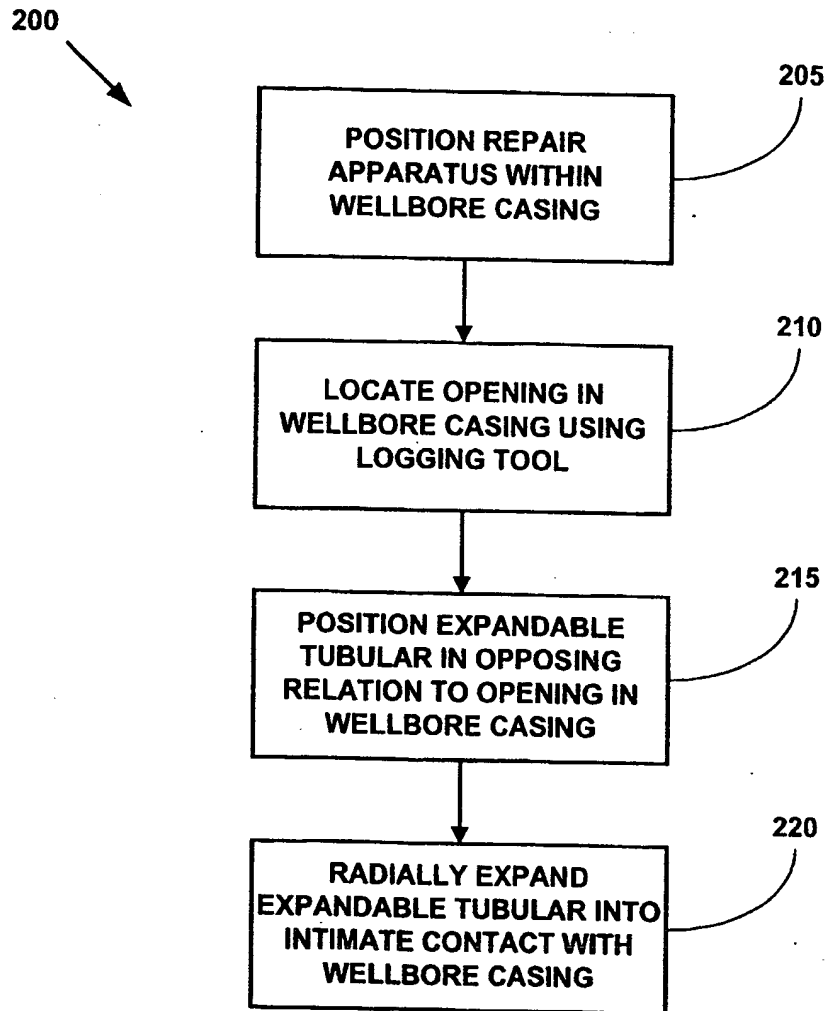 200
205
POSITION REPAIR
APPARATUS WITHIN
WELLBORE CASING
210
LOCATE OPENING IN
WELLBORE CASING USING
LOGGING TOOL
215
POSITION EXPANDABLE
TUBULAR IN OPPOSING
RELATION TO OPENING IN
WELLBORE CASING
220
RADIALLY EXPAND
EXPANDABLE TUBULAR INTO
INTIMATE CONTACT WITH
WELLBORE CASING